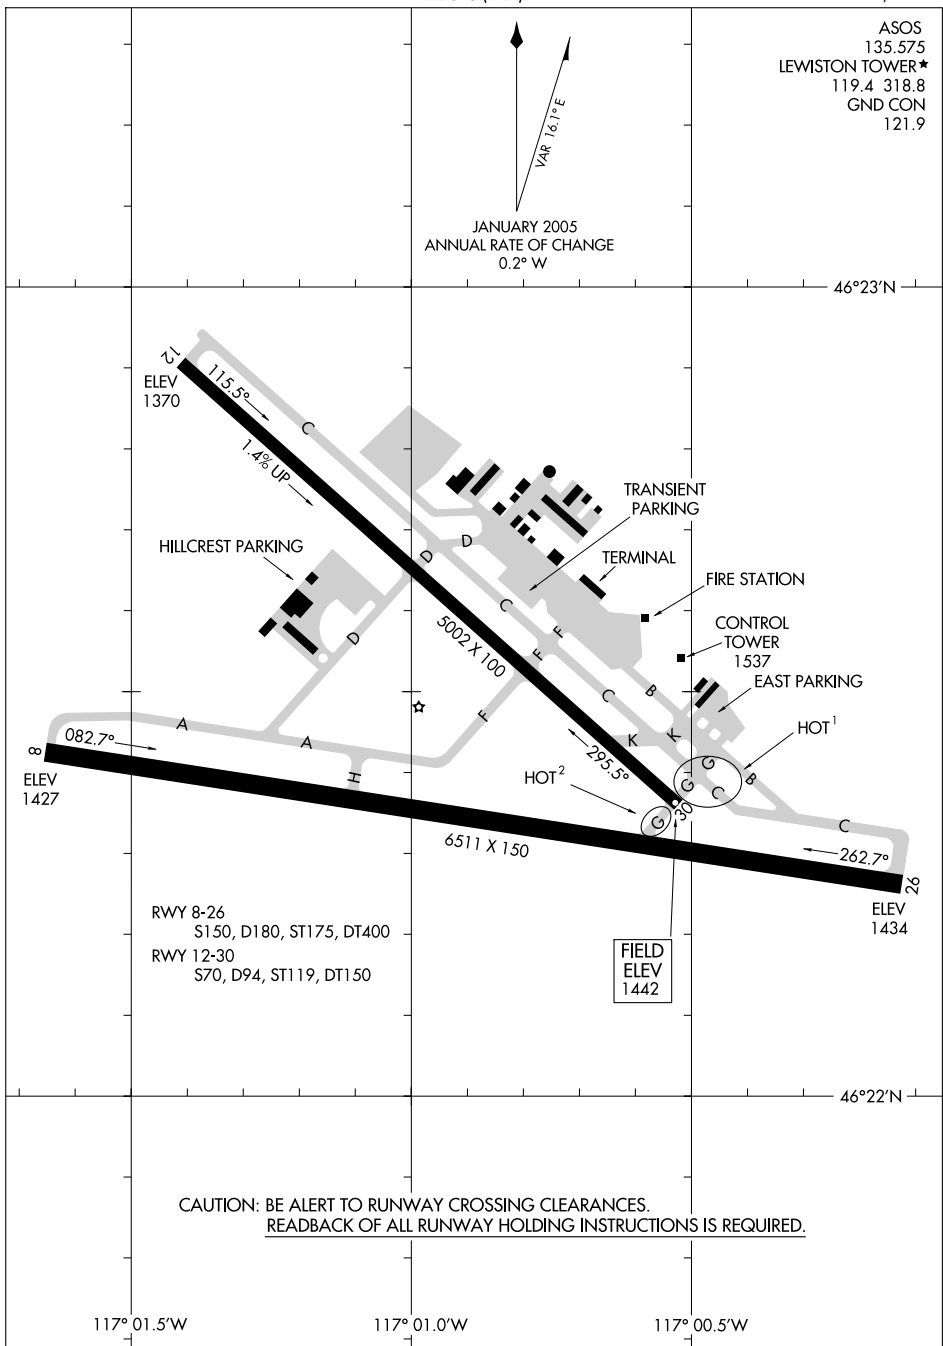 ASOS
135.575
LEWISTON TOWER★
119.4 318.8
GND CON
121.9
VAR 16.1° E
JANUARY 2005
ANNUAL RATE OF CHANGE
0.2° W
46°23'N
12
ELEV
1370
115.5°
C
1.4% UP
TRANSIENT
PARKING
HILLCREST PARKING
D
D
TERMINAL
FIRE STATION
C
F
CONTROL
TOWER
1537
D
5002 X 100
F
B
EAST PARKING
C
A
F
HOT1
082.7°
A
K
K
8
295.5°
G
ELEV
1427
H
HOT2
G
B
C
30
G
C
6511 X 150
262.7°
26
RWY 8-26
S150, D180, ST175, DT400
RWY 12-30
S70, D94, ST119, DT150
ELEV
1434
FIELD
ELEV
1442
46°22'N
CAUTION: BE ALERT TO RUNWAY CROSSING CLEARANCES.
READBACK OF ALL RUNWAY HOLDING INSTRUCTIONS IS REQUIRED.
117° 01.5'W
117° 01.0'W
117° 00.5'W